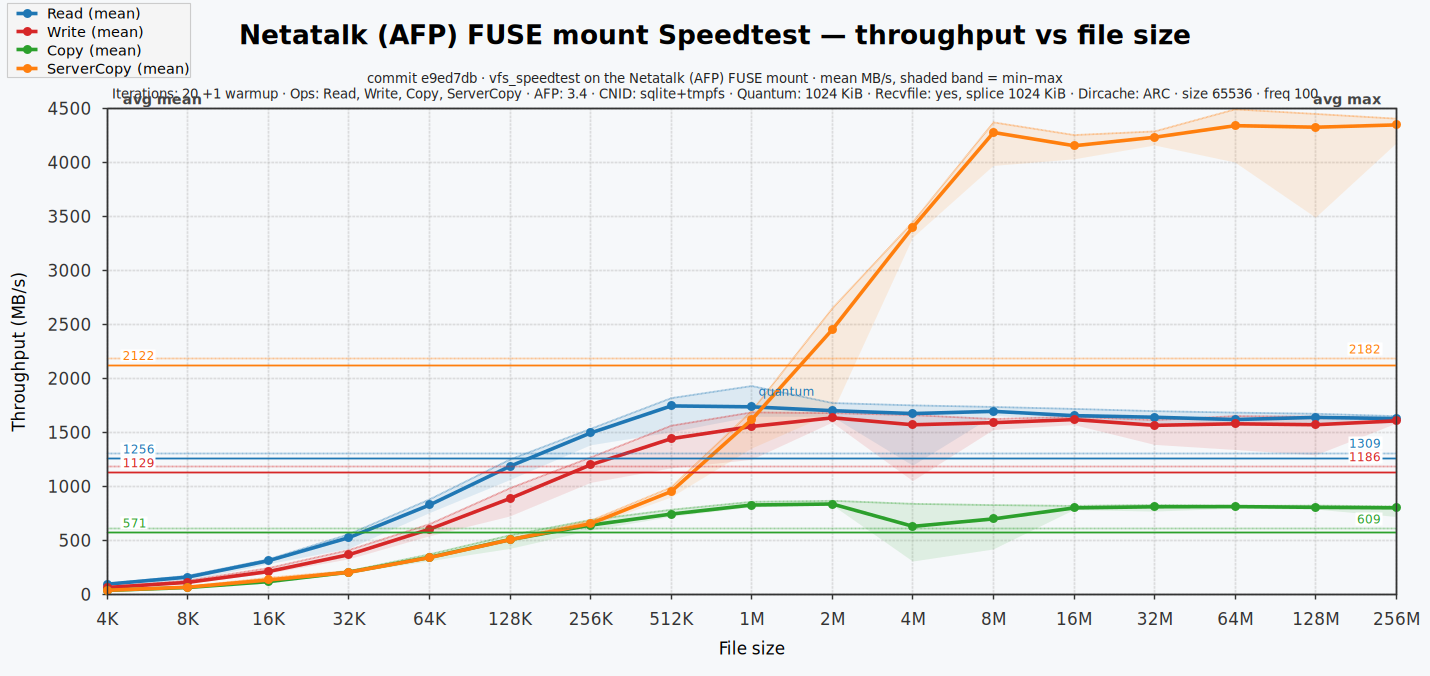 Read (mean)
Write (mean)
Copy (mean)
ServerCopy (mean)
Netatalk (AFP) FUSE mount Speedtest — throughput vs file size
commit e9ed7db · vfs_speedtest on the Netatalk (AFP) FUSE mount · mean MB/s, shaded band = min–max
Iterations: 20 +1 warmup · Ops: Read, Write, Copy, ServerCopy · AFP: 3.4 · CNID: sqlite+tmpfs · Quantum: 1024 KiB · Recvfile: yes, splice 1024 KiB · Dircache: ARC · size 65536 · freq 100
avg mean
avg max
4500
4000
3500
3000
2500
2000
1500
1000
500
0
Throughput (MB/s)
2122
2182
quantum
1256
1309
1129
1186
571
609
4K 8K 16K 32K 64K 128K 256K 512K 1M 2M 4M 8M 16M 32M 64M 128M 256M
File size